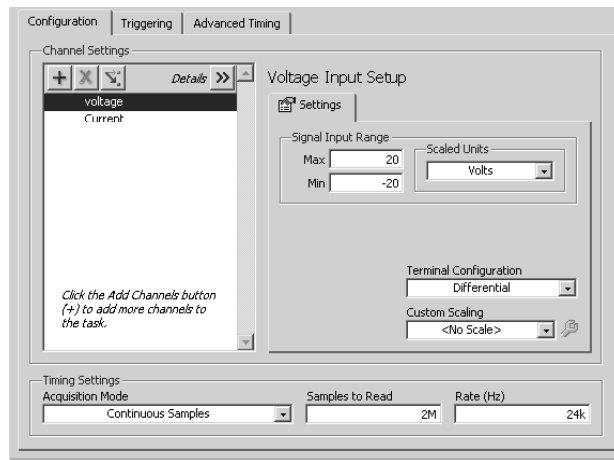 Configuration Triggering Advanced Timing
Channel Settings
Details
voltage
Current
Click the Add Channels button
(+) to add more channels to
the task.
Voltage Input Setup
Settings
Signal Input Range
Max 20
Min -20
Scaled Units
Volts
Terminal Configuration
Differential
Custom Scaling
<No Scale>
Timing Settings
Acquisition Mode Samples to Read Rate (Hz)
Continuous Samples 2M 24k